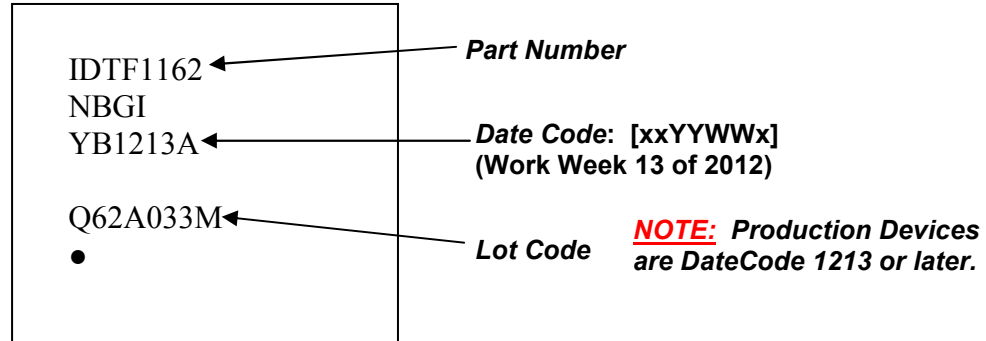 IDTF1162
NBGI
YB1213A
Q62A033M
●
Part Number
Date Code: [xxYYWWx]
(Work Week 13 of 2012)
Lot Code
NOTE: Production Devices
are DateCode 1213 or later.